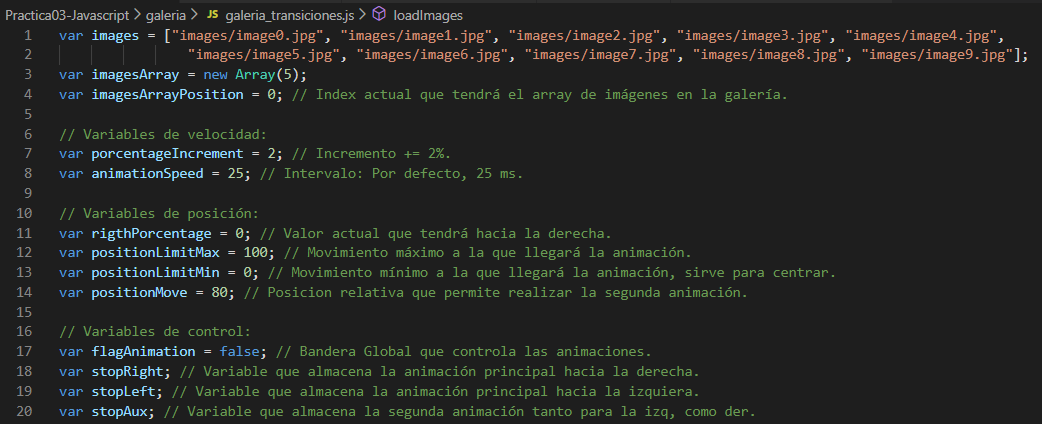 Practica03-Javascript > galeria > JS galeria_transiciones.js > loadImages
1 var images = ["images/image0.jpg", "images/image1.jpg", "images/image2.jpg", "images/image3.jpg", "images/image4.jpg",
2 "images/image5.jpg", "images/image6.jpg", "images/image7.jpg", "images/image8.jpg", "images/image9.jpg"];
3 var imagesArray = new Array(5);
4 var imagesArrayPosition = 0; // Index actual que tendrá el array de imágenes en la galería.
5
6 // Variables de velocidad:
7 var porcentageIncrement = 2; // Incremento += 2%.
8 var animationSpeed = 25; // Intervalo: Por defecto, 25 ms.
9
10 // Variables de posición:
11 var rigthPorcentage = 0; // Valor actual que tendrá hacia la derecha.
12 var positionLimitMax = 100; // Movimiento máximo a la que llegará la animación.
13 var positionLimitMin = 0; // Movimiento mínimo a la que llegará la animación, sirve para centrar.
14 var positionMove = 80; // Posicion relativa que permite realizar la segunda animación.
15
16 // Variables de control:
17 var flagAnimation = false; // Bandera Global que controla las animaciones.
18 var stopRight; // Variable que almacena la animación principal hacia la derecha.
19 var stopLeft; // Variable que almacena la animación principal hacia la izquiera.
20 var stopAux; // Variable que almacena la segunda animación tanto para la izq, como der.